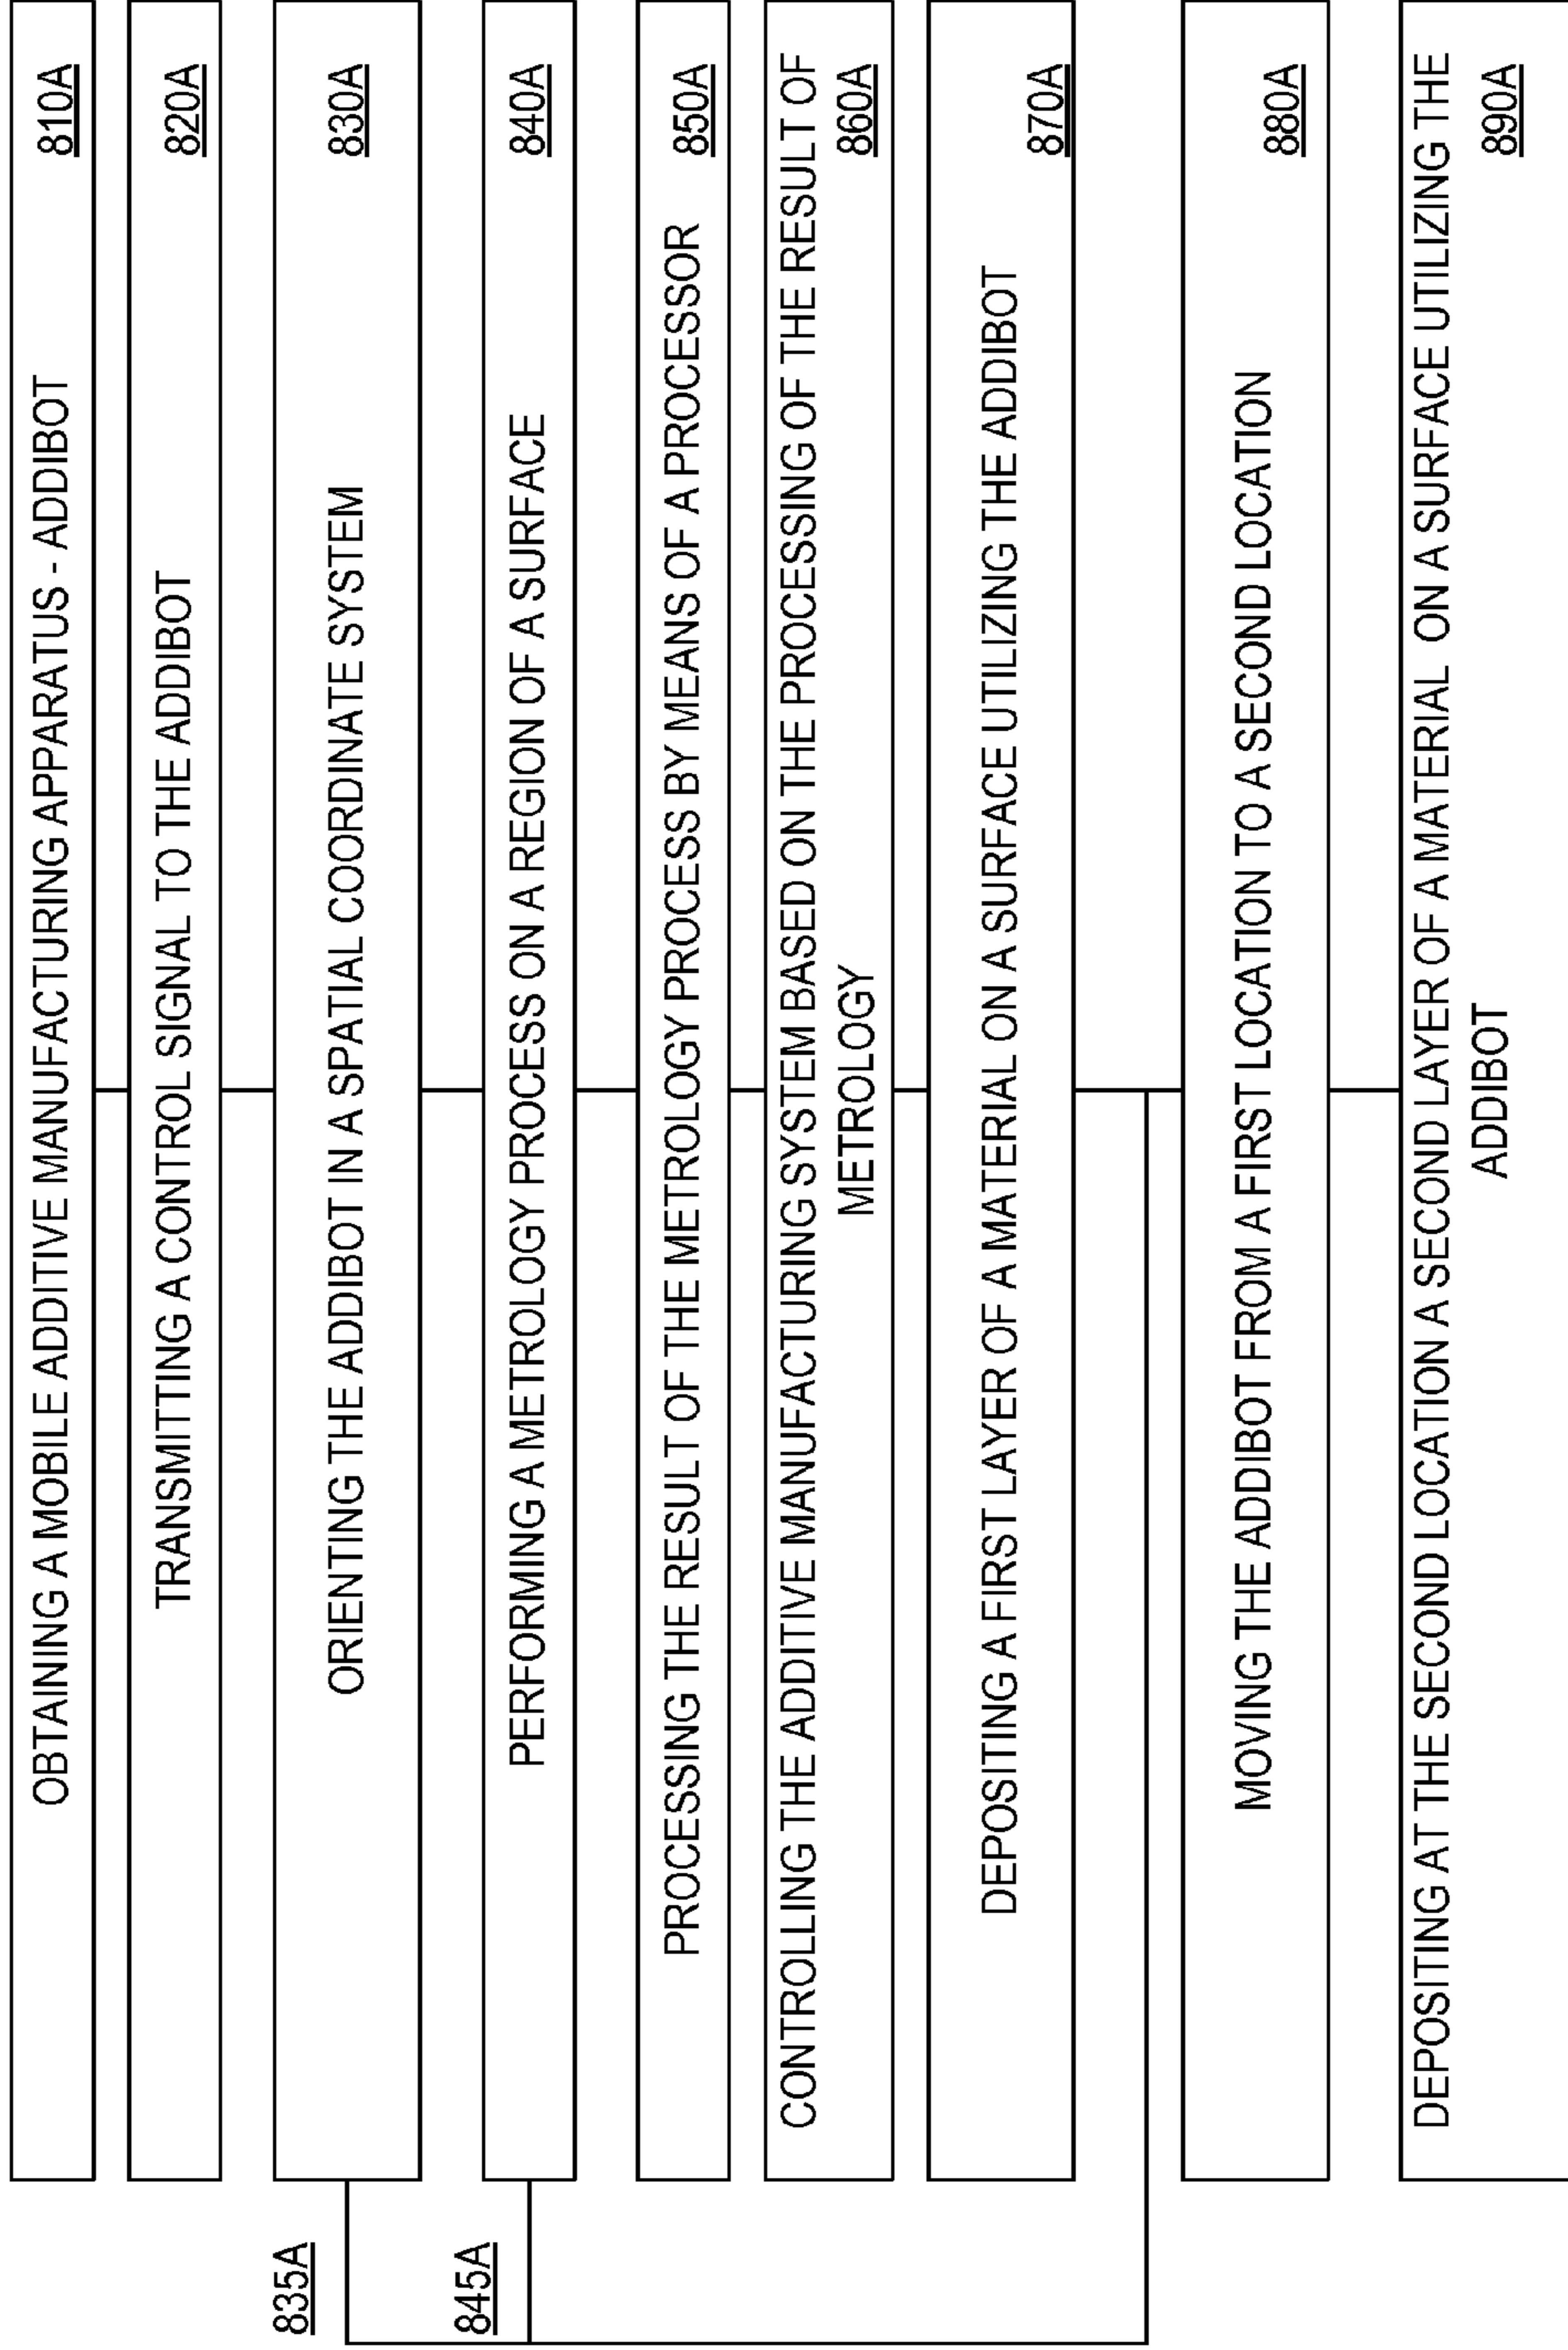 OBTAINING A MOBILE ADDITIVE MANUFACTURING APPARATUS - ADDIBOT
810A
TRANSMITTING A CONTROL SIGNAL TO THE ADDIBOT
820A
835A
ORIENTING THE ADDIBOT IN A SPATIAL COORDINATE SYSTEM
830A
845A
PERFORMING A METROLOGY PROCESS ON A REGION OF A SURFACE
840A
PROCESSING THE RESULT OF THE METROLOGY PROCESS BY MEANS OF A PROCESSOR
850A
CONTROLLING THE ADDITIVE MANUFACTURING SYSTEM BASED ON THE PROCESSING OF THE RESULT OF
METROLOGY
860A
DEPOSITING A FIRST LAYER OF A MATERIAL ON A SURFACE UTILIZING THE ADDIBOT
870A
MOVING THE ADDIBOT FROM A FIRST LOCATION TO A SECOND LOCATION
880A
DEPOSITING AT THE SECOND LOCATION A SECOND LAYER OF A MATERIAL ON A SURFACE UTILIZING THE
ADDIBOT
890A